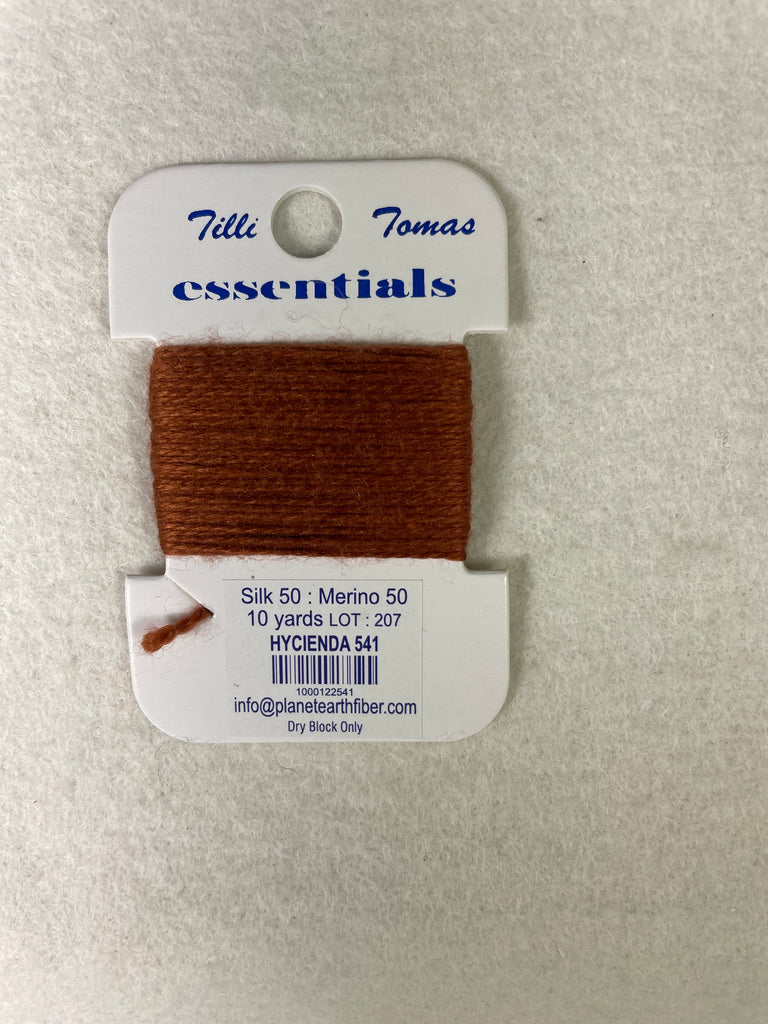 Tilli Tomas
essentials
Silk 50 : Merino 50
10 yards LOT : 207
HYCIENDA 541
1000122541
info@planetearthfiber.com
Dry Block Only